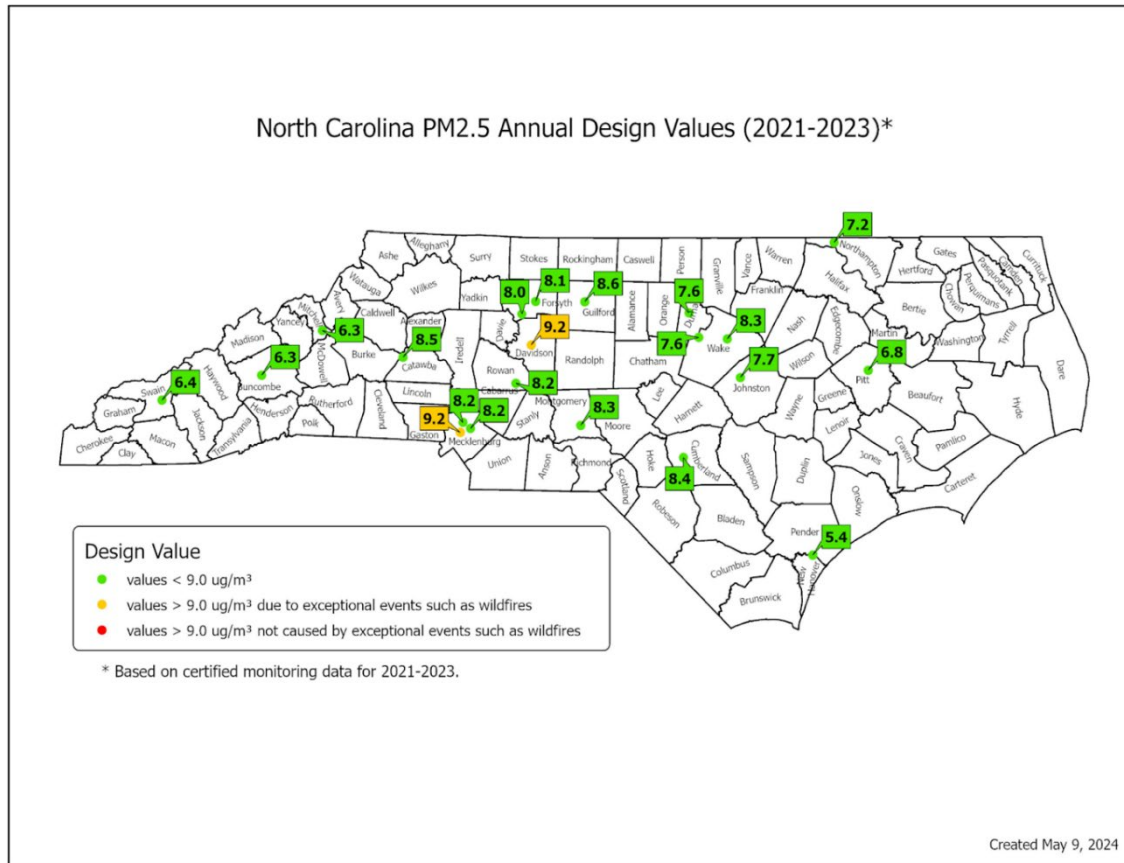 North Carolina PM2.5 Annual Design Values (2021-2023)*
7.2
Alleghany
Ashe
Surry
Stokes
Rockingham
Caswell
Person
Granville
Vance
Warren
Northampton
Gates
Hertford
Halifax
Pasquotank
Camden
Currituck
Perquimans
Chowan
Bertie
Watauga
Wilkes
Yadkin
8.0
8.1
Forsyth
8.6
Guilford
Alamance
Orange
7.6
Durham
Franklin
Nash
Edgecombe
Martin
Washington
Tyrrell
Dare
Mitchell
Avery
Yancey
6.3
Caldwell
Alexander
8.5
Madison
6.3
Buncombe
McDowell
Burke
Catawba
Iredell
Davie
9.2
Davidson
Randolph
Chatham
7.6
Wake
8.3
7.7
Johnston
Wilson
Greene
Pitt
6.8
Beaufort
Hyde
6.4
Swain
Haywood
Graham
Jackson
Henderson
Rutherford
Cleveland
Lincoln
Rowan
Cabarrus
8.2
8.2
8.2
Montgomery
Stanly
8.3
Moore
Lee
Harnett
Wayne
Lenoir
Craven
Pamlico
Cherokee
Clay
Macon
Transylvania
Polk
Gaston
9.2
Mecklenburg
Union
Anson
Richmond
Scotland
Hoke
Cumberland
8.4
Sampson
Duplin
Jones
Carteret
Onslow
Robeson
Bladen
Pender
5.4
New
Hanover
Columbus
Brunswick
Design Value
values < 9.0 ug/m³
values > 9.0 ug/m³ due to exceptional events such as wildfires
values > 9.0 ug/m³ not caused by exceptional events such as wildfires
* Based on certified monitoring data for 2021-2023.
Created May 9, 2024